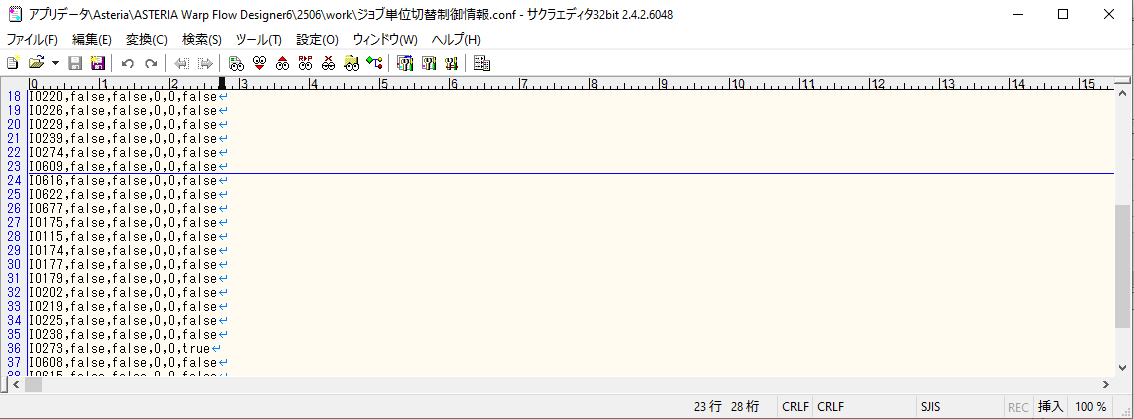 アプリデータ\Asteria\ASTERIA Warp Flow Designer6\2506\work\ジョブ単位切替制御情報.conf - サクラエディタ32bit 2.4.2.6048
ファイル(F) 編集(E) 変換(C) 検索(S) ツール(T) 設定(O) ウィンドウ(W) ヘルプ(H)
0 1 2 3 4 5 6 7 8 9 10 11 12 13 14 15
18 I0220,false,false,0,0,false↵
19 I0226,false,false,0,0,false↵
20 I0229,false,false,0,0,false↵
21 I0239,false,false,0,0,false↵
22 I0274,false,false,0,0,false↵
23 I0609,false,false,0,0,false↵
24 I0616,false,false,0,0,false↵
25 I0622,false,false,0,0,false↵
26 I0677,false,false,0,0,false↵
27 I0175,false,false,0,0,false↵
28 I0115,false,false,0,0,false↵
29 I0174,false,false,0,0,false↵
30 I0177,false,false,0,0,false↵
31 I0179,false,false,0,0,false↵
32 I0202,false,false,0,0,false↵
33 I0219,false,false,0,0,false↵
34 I0225,false,false,0,0,false↵
35 I0238,false,false,0,0,false↵
36 I0273,false,false,0,0,true↵
37 I0608,false,false,0,0,false↵
38 I0615,false,false,0,0,false↵
23 行 28 桁 CRLF CRLF SJIS REC 挿入 100 %